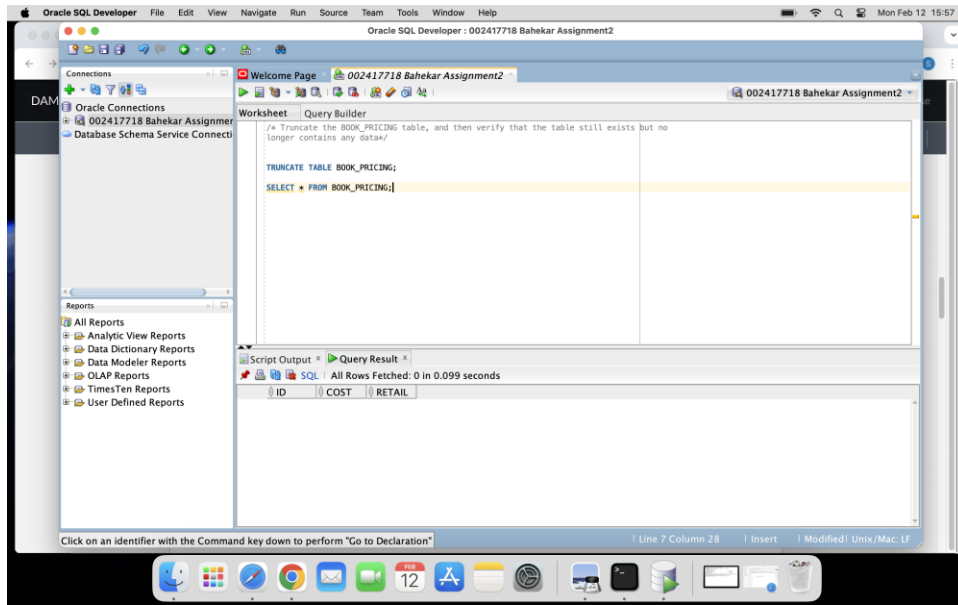 Oracle SQL Developer File Edit View Navigate Run Source Team Tools Window Help Mon Feb 12 15:57
Oracle SQL Developer : 002417718 Bahekar Assignment2
Connections
Oracle Connections
002417718 Bahekar Assignmer
Database Schema Service Connecti
DAM
Welcome Page 002417718 Bahekar Assignment2
002417718 Bahekar Assignment2
Worksheet Query Builder
/* Truncate the BOOK_PRICING table, and then verify that the table still exists but no
longer contains any data*/
TRUNCATE TABLE BOOK_PRICING;
SELECT * FROM BOOK_PRICING;
Reports
All Reports
Analytic View Reports
Data Dictionary Reports
Data Modeler Reports
OLAP Reports
TimesTen Reports
User Defined Reports
Script Output Query Result
SQL All Rows Fetched: 0 in 0.099 seconds
ID COST RETAIL
Click on an identifier with the Command key down to perform "Go to Declaration"
Line 7 Column 28 Insert Modified Unix/Mac: LF
FEB
12